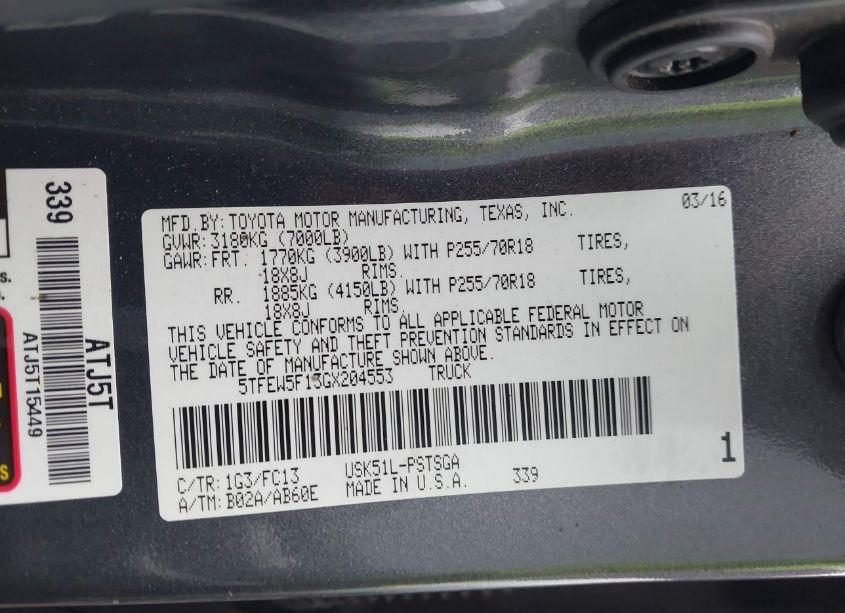 339
ATJ5T
ATJ5T15449
MFD.BY:TOYOTA MOTOR MANUFACTURING, TEXAS, INC. 03/16
GVWR:3180KG (7000LB)
GAWR:FRT. 1770KG (3900LB) WITH P255/70R18 TIRES,
18X8J RIMS.
RR. 1885KG (4150LB) WITH P255/70R18 TIRES,
18X8J RIMS.
THIS VEHICLE CONFORMS TO ALL APPLICABLE FEDERAL MOTOR
VEHICLE SAFETY AND THEFT PREVENTION STANDARDS IN EFFECT ON
THE DATE OF MANUFACTURE SHOWN ABOVE.
5TFEW5F13GX204553 TRUCK
C/TR: 1G3/FC13 USK51L-PSTSGA
A/TM: B02A/AB60E MADE IN U.S.A. 339
1